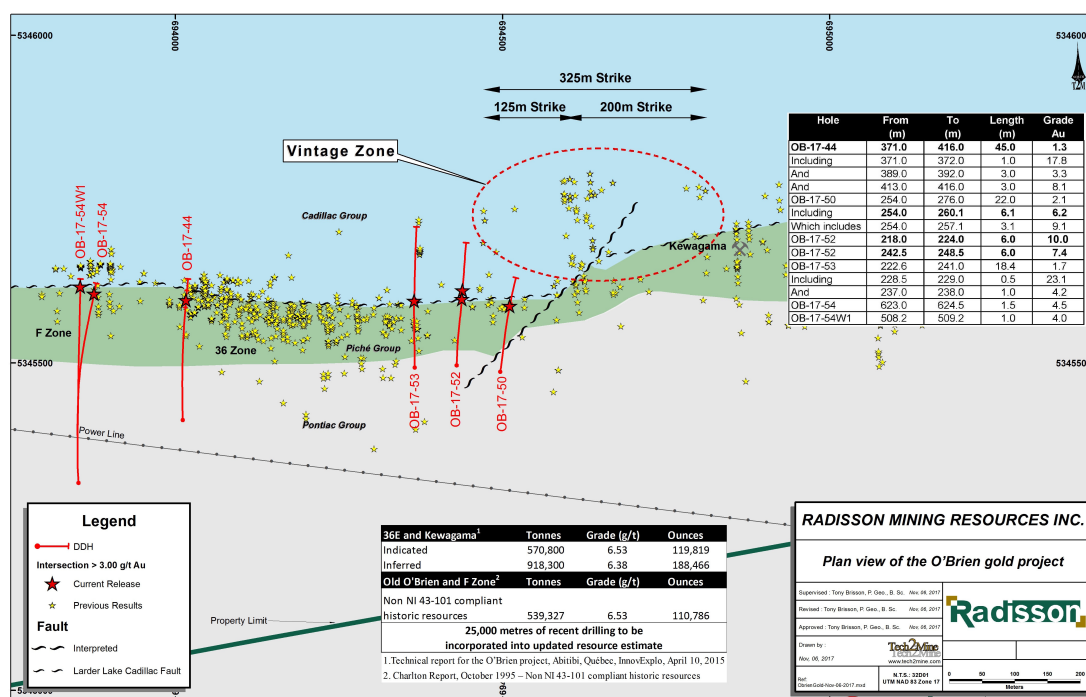 694000
694500
695000
5346000
5346000
325m Strike
125m Strike 200m Strike
Vintage Zone
Hole From (m) To (m) Length (m) Grade Au
OB-17-44 371.0 416.0 45.0 1.3
Including 371.0 372.0 1.0 17.8
And 389.0 392.0 3.0 3.3
And 413.0 416.0 3.0 8.1
OB-17-50 254.0 276.0 22.0 2.1
Including 254.0 260.1 6.1 6.2
Which includes 254.0 257.1 3.1 9.1
OB-17-52 218.0 224.0 6.0 10.0
OB-17-52 242.5 248.5 6.0 7.4
OB-17-53 222.6 241.0 18.4 1.7
Including 228.5 229.0 0.5 23.1
And 237.0 238.0 1.0 4.2
OB-17-54 623.0 624.5 1.5 4.5
OB-17-54W1 508.2 509.2 1.0 4.0
OB-17-54W1
OB-17-54
OB-17-44
Cadillac Group
Kewagama
F Zone
36 Zone
Piché Group
5345500
5345500
OB-17-53
OB-17-52
OB-17-50
Pontiac Group
Power Line
Legend
DDH
Intersection > 3.00 g/t Au
Current Release
Previous Results
Fault
Interpreted
Larder Lake Cadillac Fault
Property Limit
36E and Kewagama1 Tonnes Grade (g/t) Ounces
Indicated 570,800 6.53 119,819
Inferred 918,300 6.38 188,466
Old O'Brien and F Zone2 Tonnes Grade (g/t) Ounces
Non NI 43-101 compliant
historic resources 539,327 6.53 110,786
25,000 metres of recent drilling to be
incorporated into updated resource estimate
1.Technical report for the O'Brien project, Abitibi, Québec, InnovExplo, April 10, 2015
2. Charlton Report, October 1995 – Non NI 43-101 compliant historic resources
RADISSON MINING RESOURCES INC.
Plan view of the O'Brien gold project
Supervised : Tony Brisson, P. Geo., B. Sc. Nov. 06, 2017
Revised : Tony Brisson, P. Geo., B. Sc. Nov. 06, 2017
Approved : Tony Brisson, P. Geo., B. Sc. Nov. 06, 2017
Drawn by :
Tech2Mine
www.tech2mine.com
Nov. 06, 2017
Ref:
Obrien-Gold-Nov-06-2017.mxd
N.T.S.: 32D01
UTM NAD 83 Zone 17
Radisson
0 50 100 200
Meters